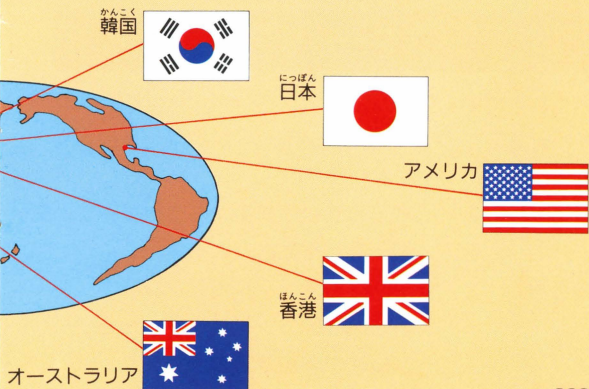 かんこく
韓国
にっぽん
日本
アメリカ
ほんこん
香港
オーストラリア